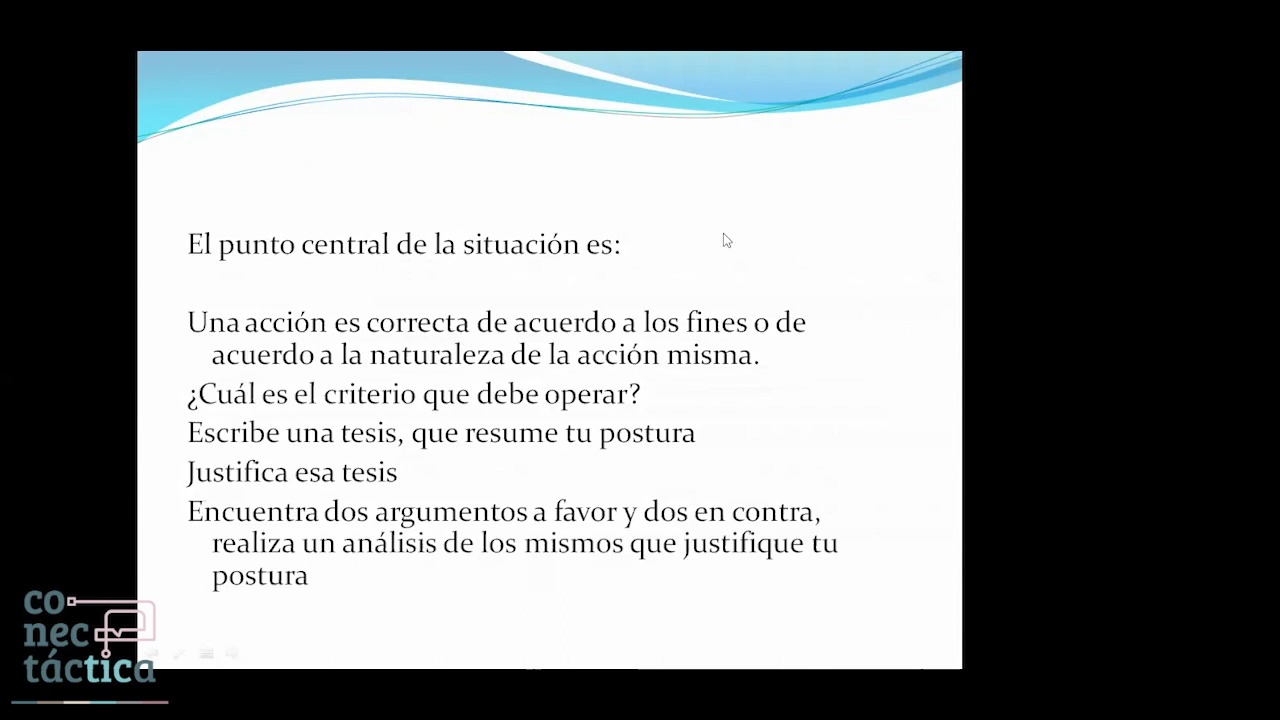 El punto central de la situación es:
Una acción es correcta de acuerdo a los fines o de
acuerdo a la naturaleza de la acción misma.
¿Cuál es el criterio que debe operar?
Escribe una tesis, que resume tu postura
Justifica esa tesis
Encuentra dos argumentos a favor y dos en contra,
realiza un análisis de los mismos que justifique tu
postura
co
nec
táctica